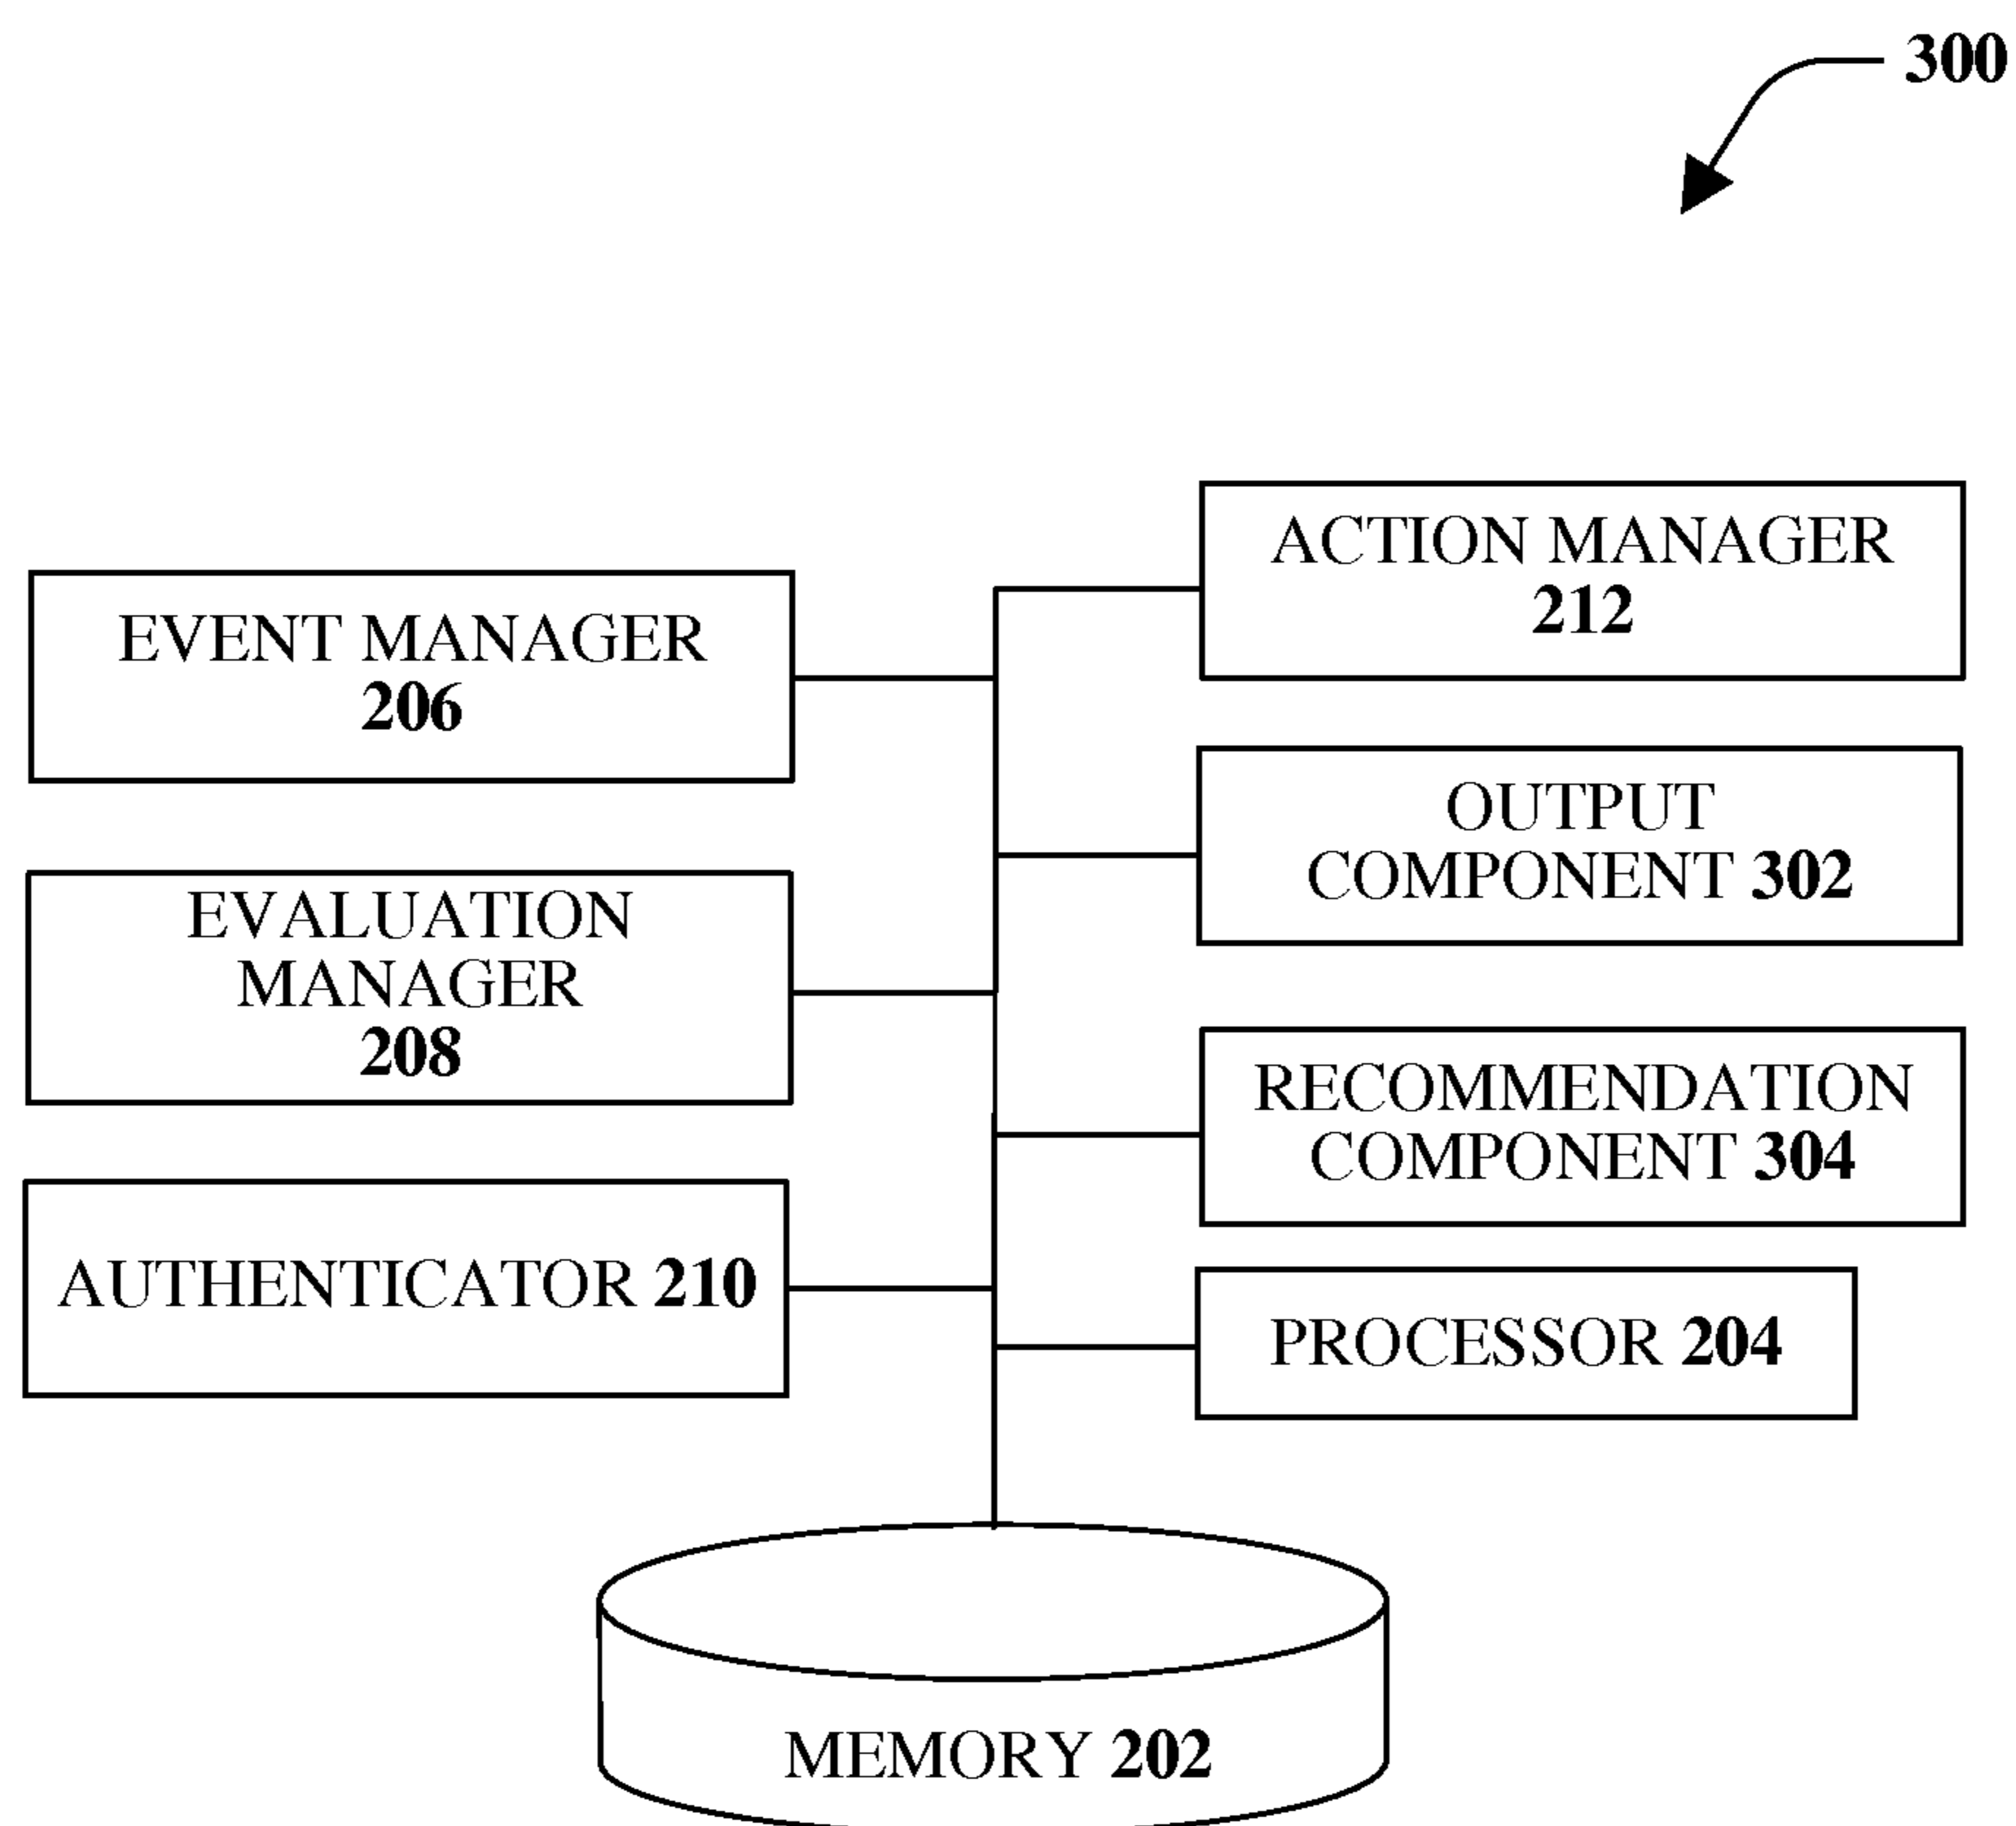 300
ACTION MANAGER
212
EVENT MANAGER
206
OUTPUT
COMPONENT 302
EVALUATION
MANAGER
208
RECOMMENDATION
COMPONENT 304
AUTHENTICATOR 210
PROCESSOR 204
MEMORY 202